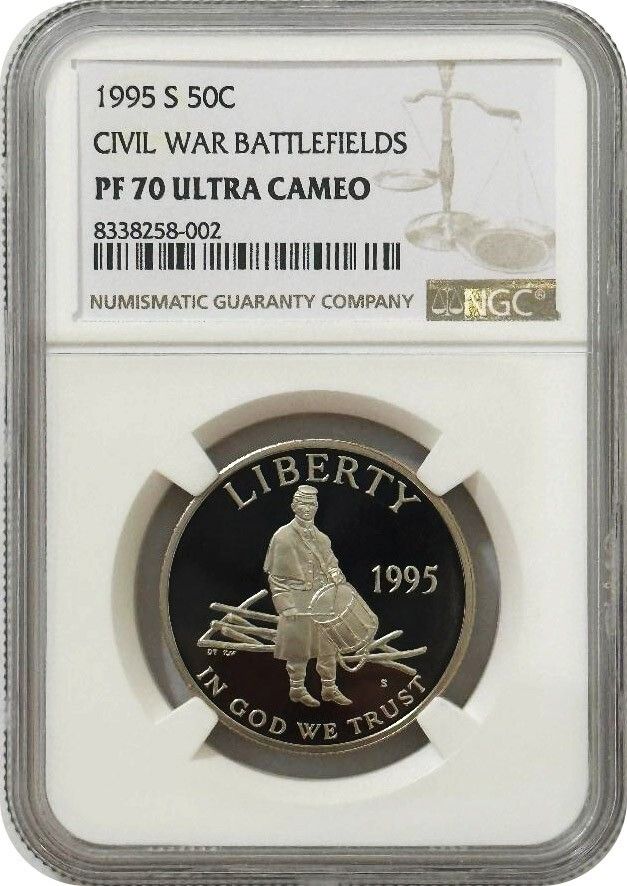 1995 S 50C
CIVIL WAR BATTLEFIELDS
PF 70 ULTRA CAMEO
8338258-002
NUMISMATIC GUARANTY COMPANY
NGC®
LIBERTY
1995
S
IN GOD WE TRUST